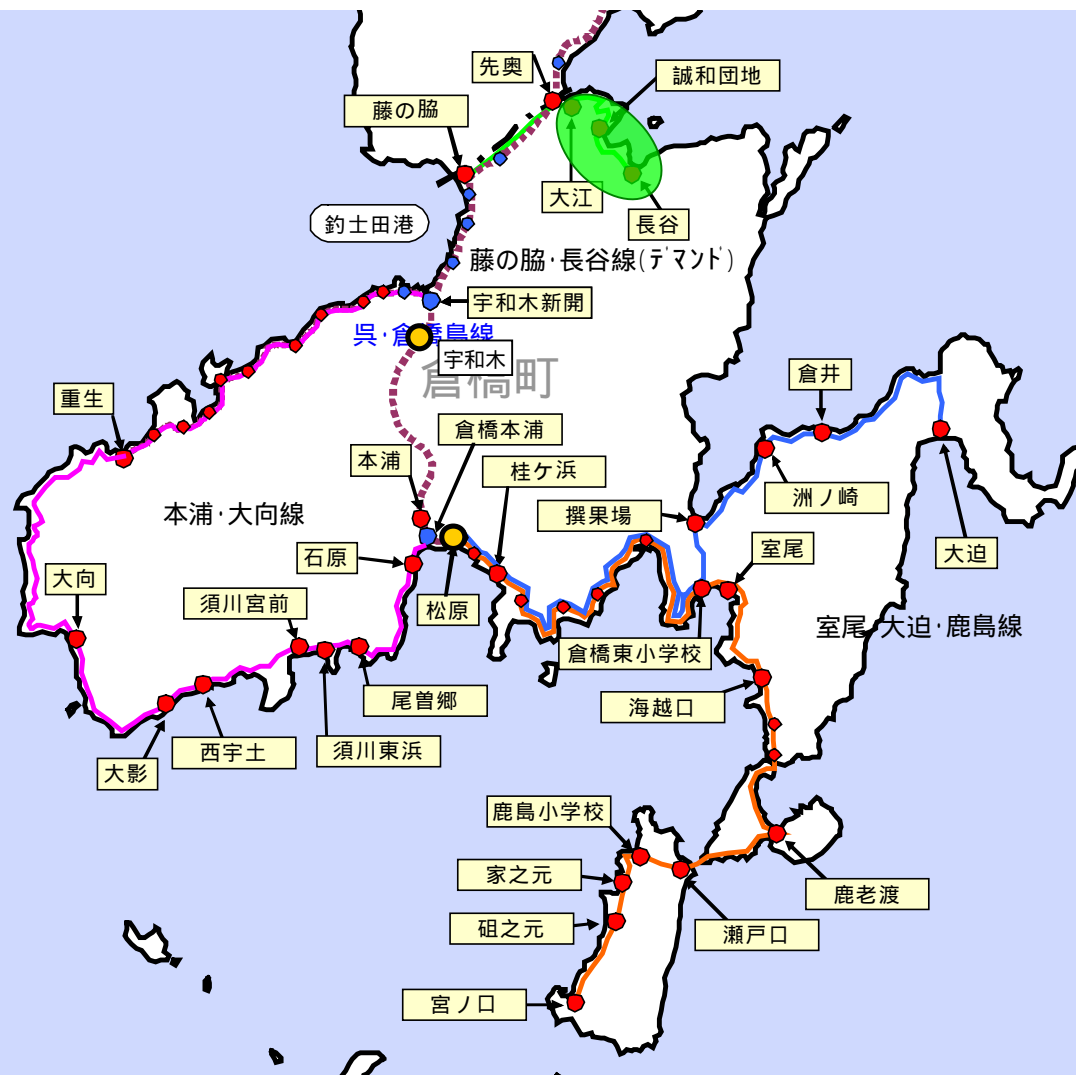 先奥
誠和団地
藤の脇
大江
長谷
釣士田港
藤の脇・長谷線(ﾃﾞﾏﾝﾄﾞ)
宇和木新開
呉・倉橋島線
宇和木
倉橋町
倉井
重生
倉橋本浦
本浦
桂ケ浜
洲ノ崎
撰果場
本浦・大向線
石原
室尾
大迫
大向
須川宮前
松原
室尾・大迫・鹿島線
倉橋東小学校
尾曽郷
海越口
西宇土
須川東浜
大影
鹿島小学校
家之元
鹿老渡
砠之元
瀬戸口
宮ノ口